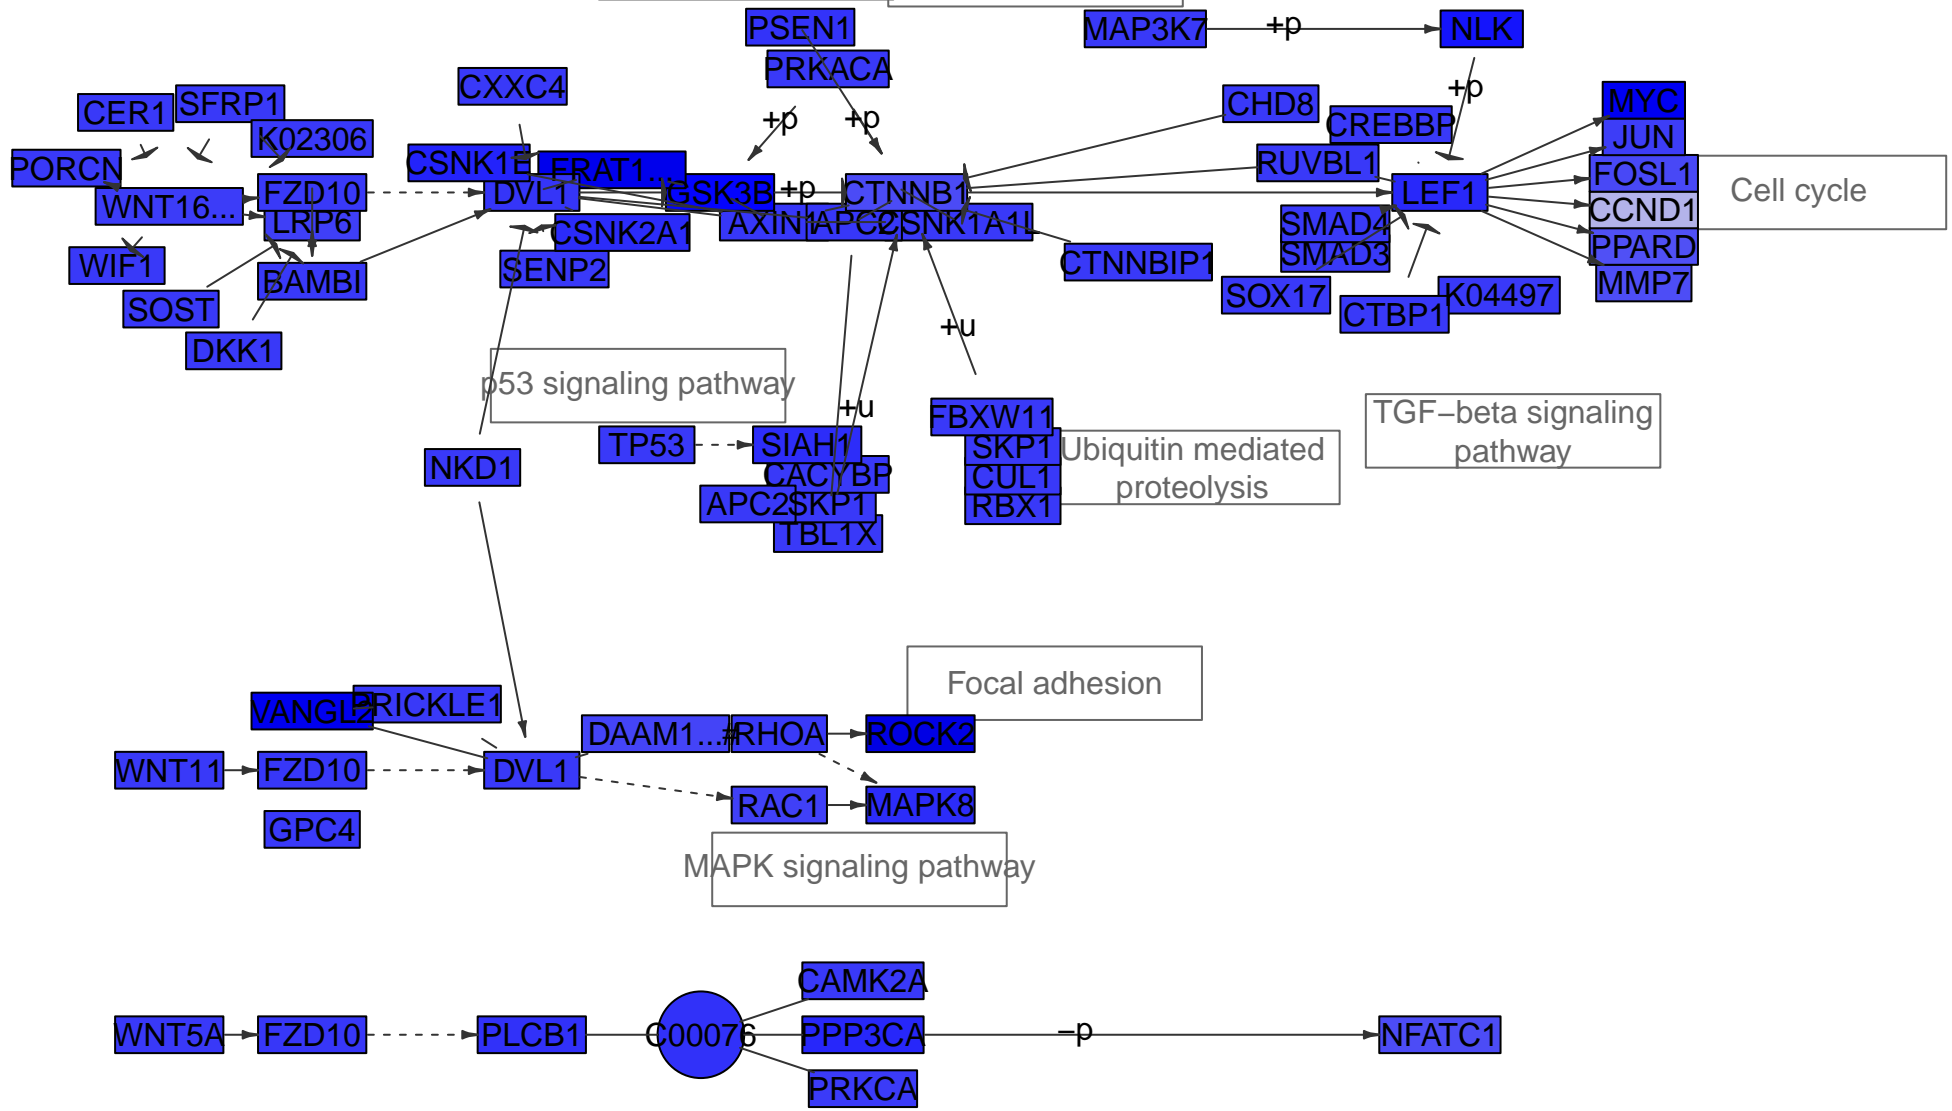 PSEN1
MAP3K7
+p
NLK
PRKACA
CXXC4
CER1
SFRP1
K02306
+p
+p
CHD8
+p
CREBBP
MYC
JUN
PORCN
CSNK1E
FRAT1...
RUVBL1
FOSL1
WNT16...
FZD10
DVL1
GSK3B
+p
CTNNB1
LEF1
CCND1
Cell cycle
LRP6
CSNK2A1
AXIN1
APC2
CSNK1A1L
SMAD4
SMAD3
PPARD
WIF1
BAMBI
SENP2
CTNNBIP1
MMP7
SOST
SOX17
K04497
CTBP1
DKK1
+u
p53 signaling pathway
+u
FBXW11
TGF−beta signaling
pathway
TP53
SIAH1
SKP1
Ubiquitin mediated
proteolysis
NKD1
CACYBP
CUL1
APC2
SKP1
RBX1
TBL1X
Focal adhesion
VANGL2
PRICKLE1
DAAM1...#
RHOA
ROCK2
WNT11
FZD10
DVL1
RAC1
MAPK8
GPC4
MAPK signaling pathway
CAMK2A
WNT5A
FZD10
PLCB1
C00076
PPP3CA
−p
NFATC1
PRKCA